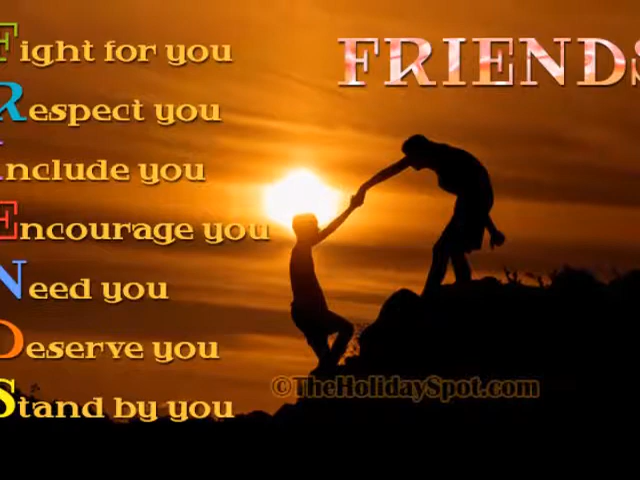 Fight for you
FRIENDS
Respect you
Include you
Encourage you
Need you
Deserve you
Stand by you
©TheHolidaySpot.com